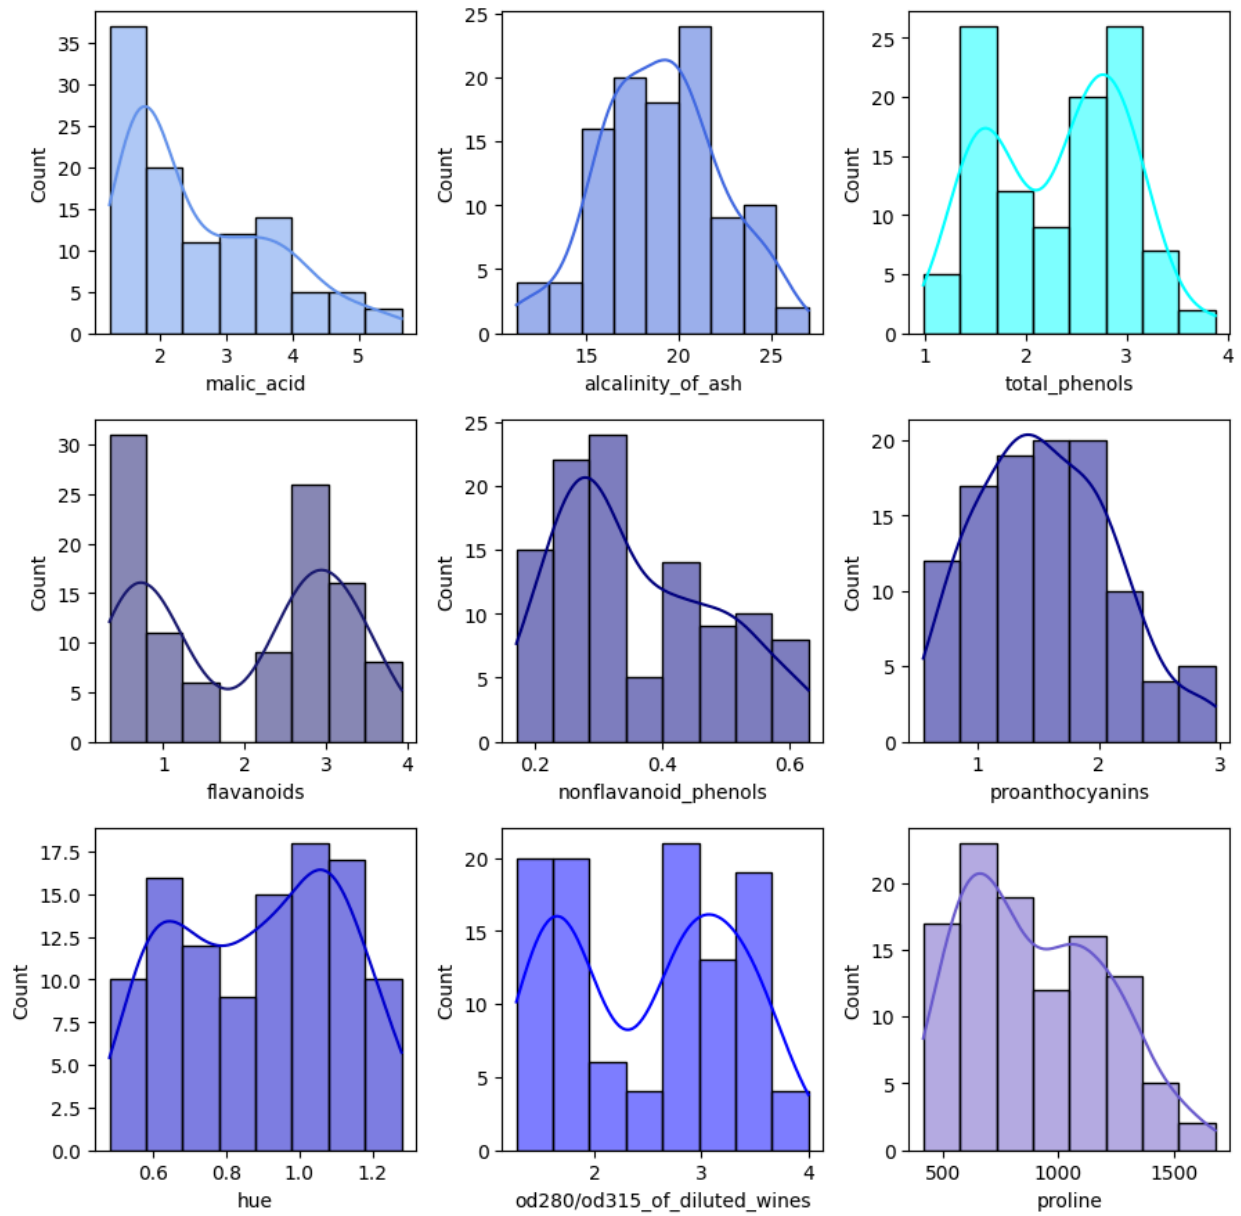 35
30
25
20
15
10
5
0
Count
2 3 4 5
malic_acid
25
20
15
10
5
0
Count
15 20 25
alcalinity_of_ash
25
20
15
10
5
0
Count
1 2 3 4
total_phenols
30
25
20
15
10
5
0
Count
1 2 3 4
flavanoids
25
20
15
10
5
0
Count
0.2 0.4 0.6
nonflavanoid_phenols
20
15
10
5
0
Count
1 2 3
proanthocyanins
17.5
15.0
12.5
10.0
7.5
5.0
2.5
0.0
Count
0.6 0.8 1.0 1.2
hue
20
15
10
5
0
Count
2 3 4
od280/od315_of_diluted_wines
20
15
10
5
0
Count
500 1000 1500
proline